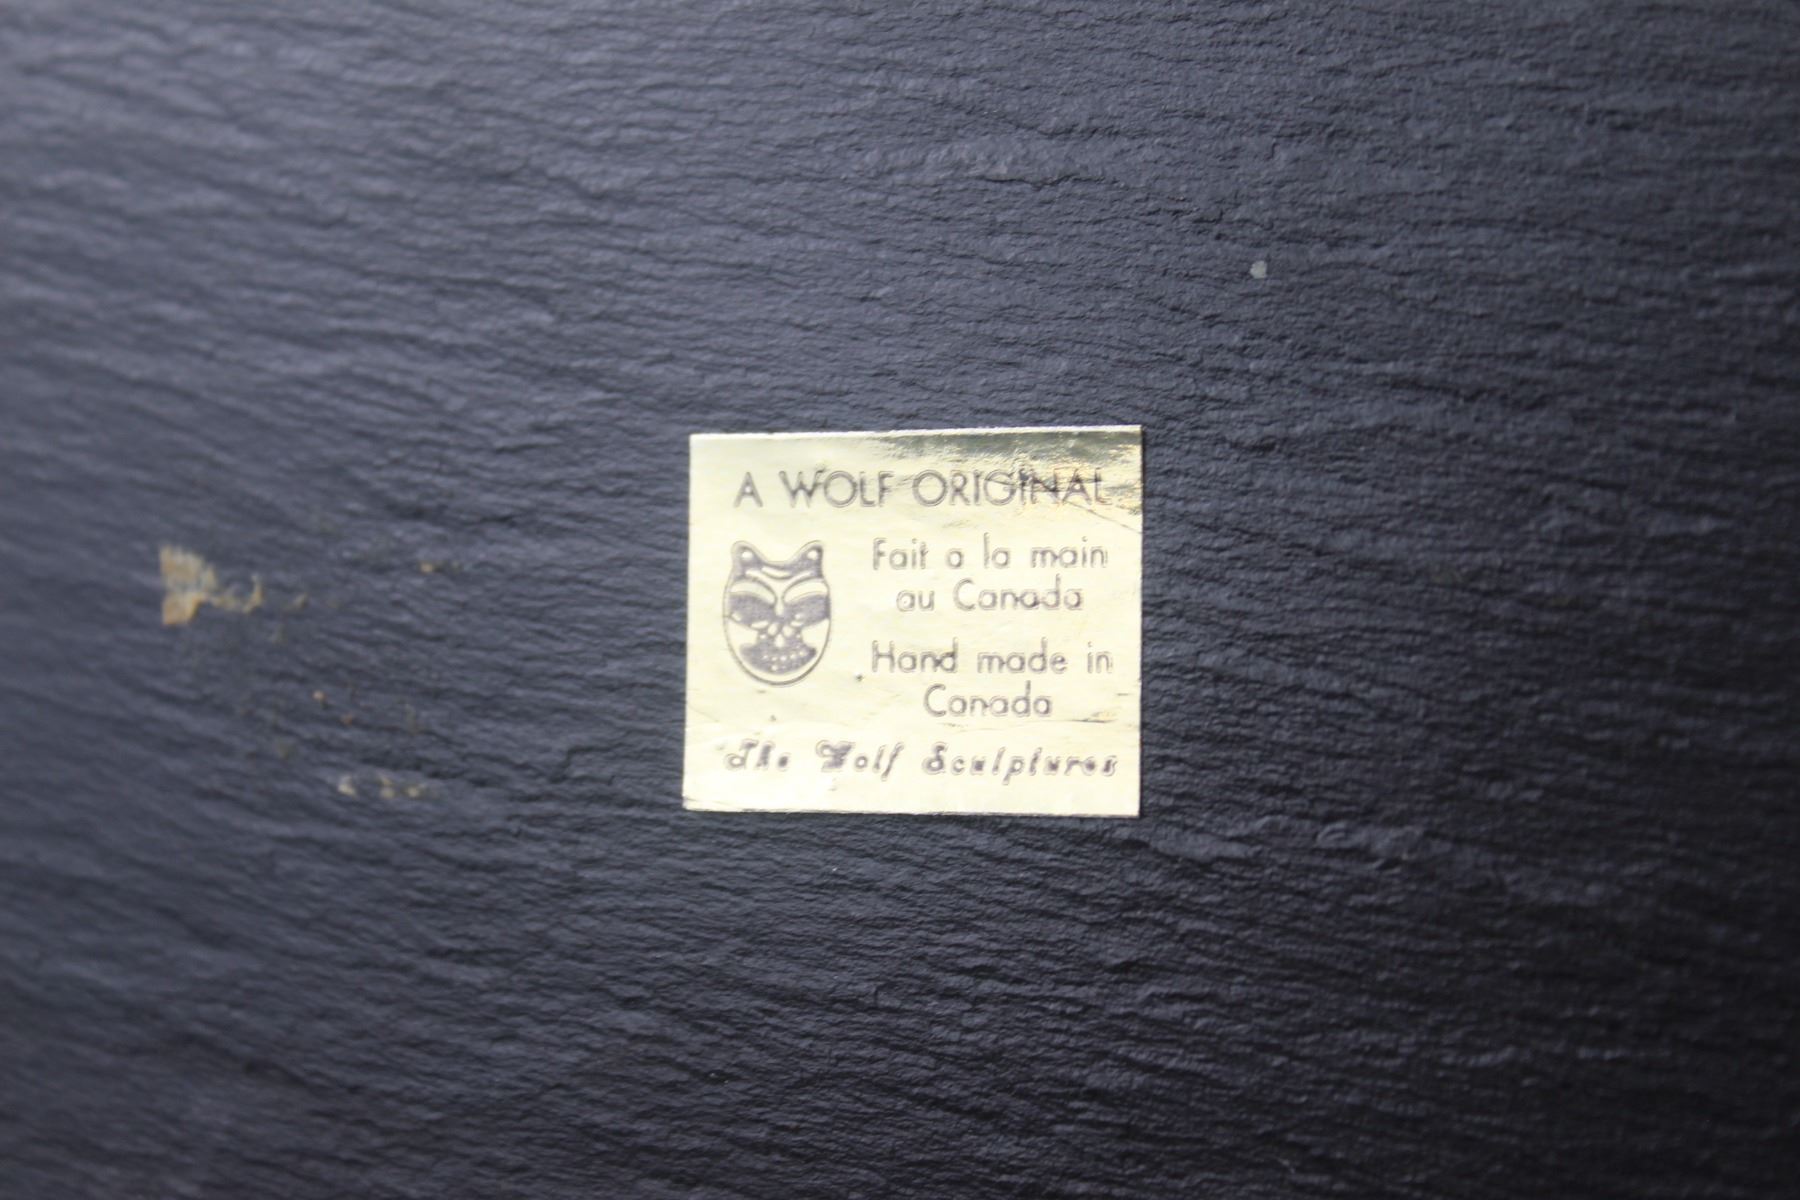 A WOLF ORIGINAL
Fait a la main
au Canada
Hand made in
Canada
The Wolf Sculptures